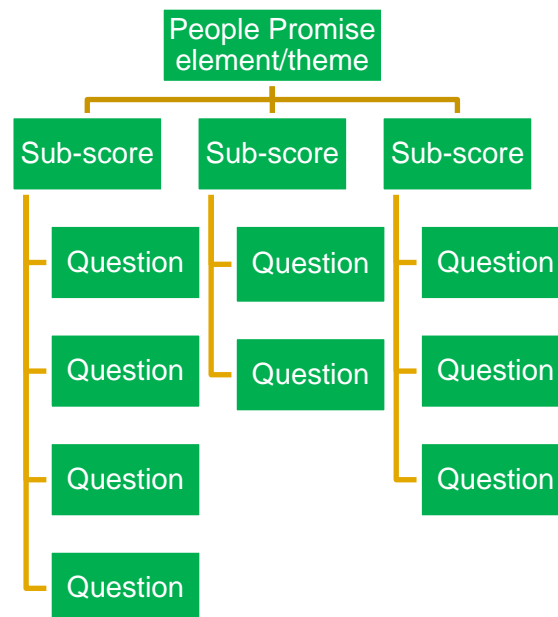 People Promise
element/theme
Sub-score
Sub-score
Sub-score
Question
Question
Question
Question
Question
Question
Question
Question
Question